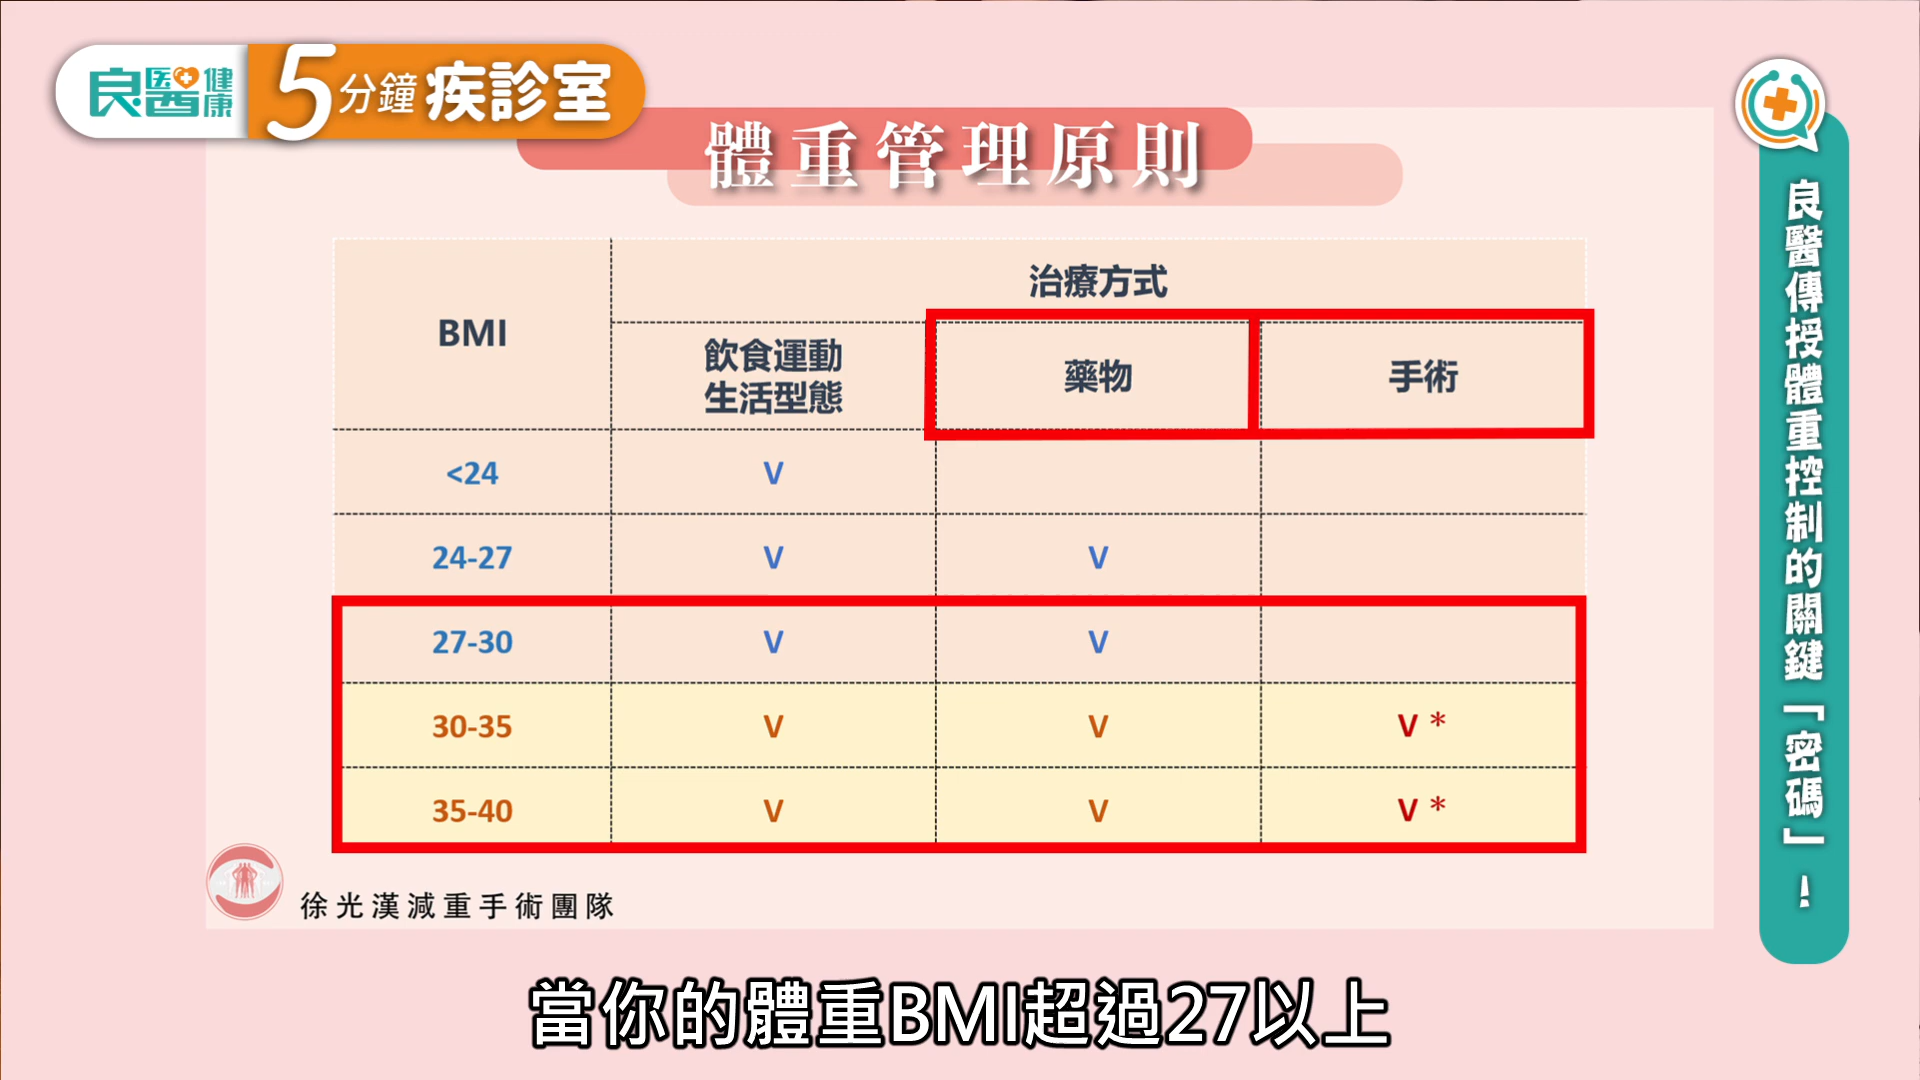 良醫健康
5分鐘 疾診室
體重管理原則
BMI
治療方式
飲食運動
生活型態
藥物
手術
<24 V
24-27 V V
27-30 V V
30-35 V V V *
35-40 V V V *
徐光漢減重手術團隊
良醫傳授體重控制的關鍵「密碼」！
當你的體重BMI超過27以上